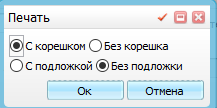 Печать
С корешком Без корешка
С подложкой Без подложки
Ок Отмена